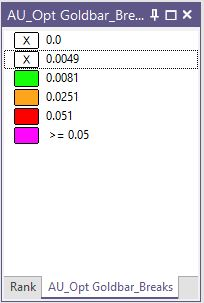 AU_Opt Goldbar_Bre...
X 0.0
X 0.0049
0.0081
0.0251
0.051
>= 0.05
Rank AU_Opt Goldbar_Breaks